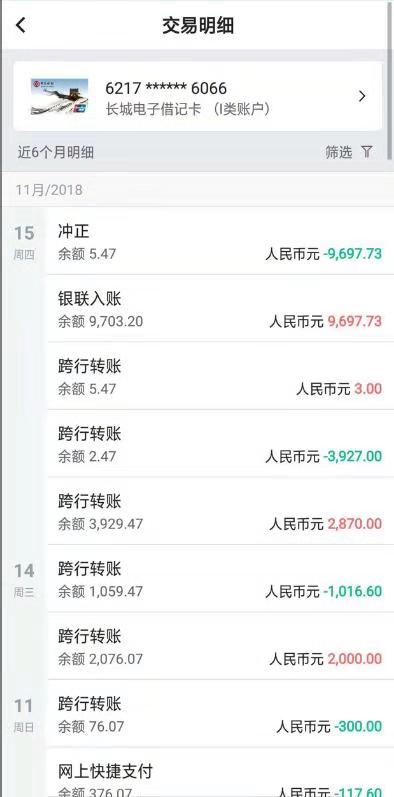 交易明细
6217 ****** 6066
长城电子借记卡 （I类账户）
近6个月明细 筛选
11月/2018
15 冲正
周四 余额 5.47 人民币元 -9,697.73
银联入账
余额 9,703.20 人民币元 9,697.73
跨行转账
余额 5.47 人民币元 3.00
跨行转账
余额 2.47 人民币元 -3,927.00
跨行转账
余额 3,929.47 人民币元 2,870.00
14 跨行转账
周三 余额 1,059.47 人民币元 -1,016.60
跨行转账
余额 2,076.07 人民币元 2,000.00
11 跨行转账
周日 余额 76.07 人民币元 -300.00
网上快捷支付
余额 376.07 人民币元 -117.60